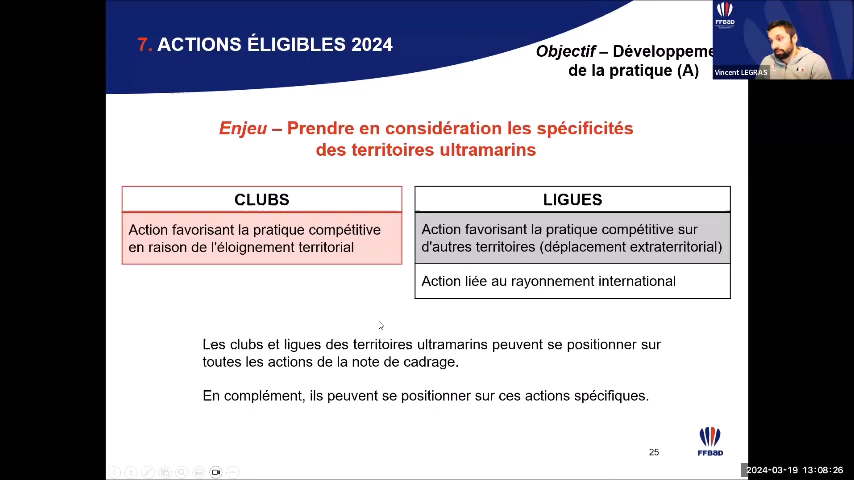 7. ACTIONS ÉLIGIBLES 2024
Objectif – Développeme
de la pratique (A)
FFBaD
Vincent LEGRAS
Enjeu – Prendre en considération les spécificités
des territoires ultramarins
CLUBS
Action favorisant la pratique compétitive
en raison de l'éloignement territorial
LIGUES
Action favorisant la pratique compétitive sur
d'autres territoires (déplacement extraterritorial)
Action liée au rayonnement international
Les clubs et ligues des territoires ultramarins peuvent se positionner sur
toutes les actions de la note de cadrage.
En complément, ils peuvent se positionner sur ces actions spécifiques.
25
FFBaD
2024-03-19 13:08:26